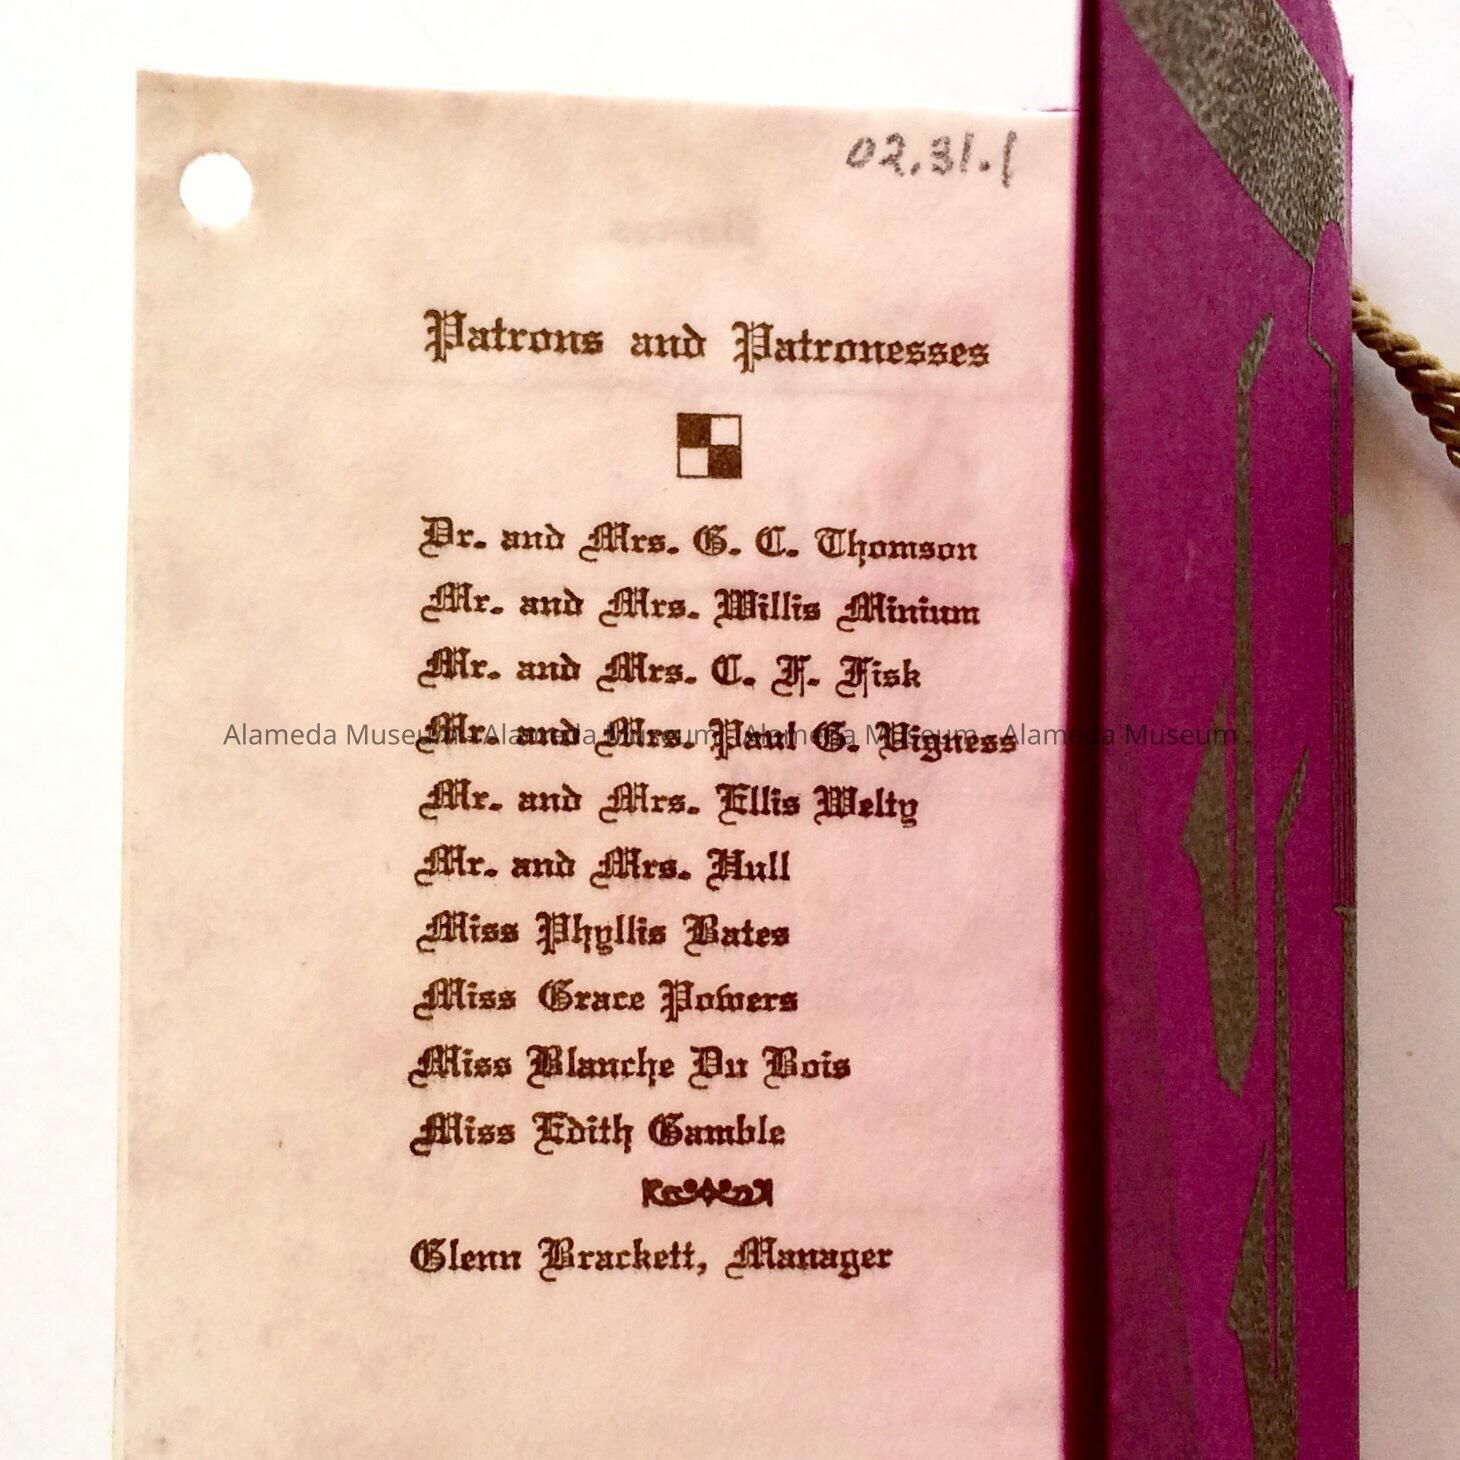 02.31.1
Patrons and Patronesses
Dr. and Mrs. G. C. Thomson
Mr. and Mrs. Willis Minium
Mr. and Mrs. C. F. Fisk
Mr. and Mrs. Paul G. Vigness
Alameda Museum - Alameda Museum - Alameda Museum - Alameda Museum
Mr. and Mrs. Ellis Welty
Mr. and Mrs. Hull
Miss Phyllis Bates
Miss Grace Powers
Miss Blanche Du Bois
Miss Edith Gamble
Glenn Brackett, Manager